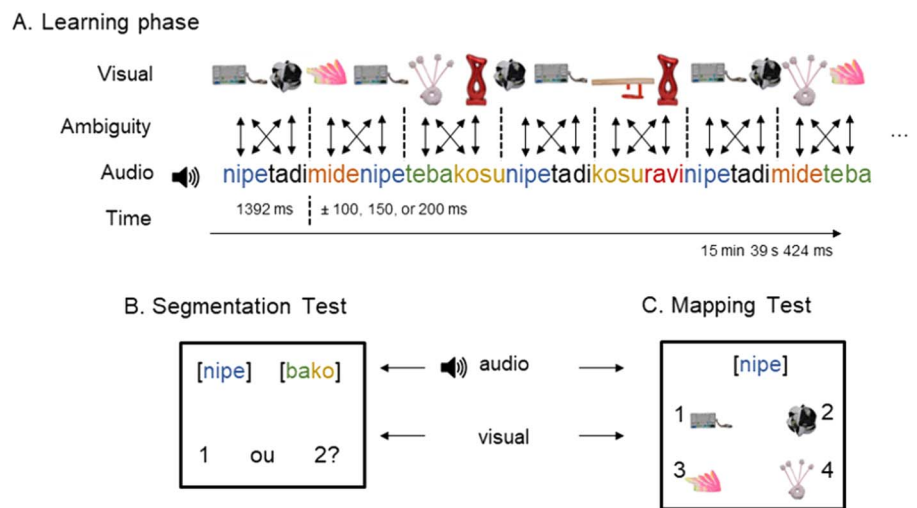 A. Learning phase
Visual
Ambiguity
...
Audio nipetadimidenipetebakosunipetadikosuravinipetadimideteba
Time 1392 ms ± 100, 150, or 200 ms
15 min 39 s 424 ms
B. Segmentation Test
[nipe] [bako]
1 ou 2?
audio
visual
C. Mapping Test
[nipe]
1 2
3 4